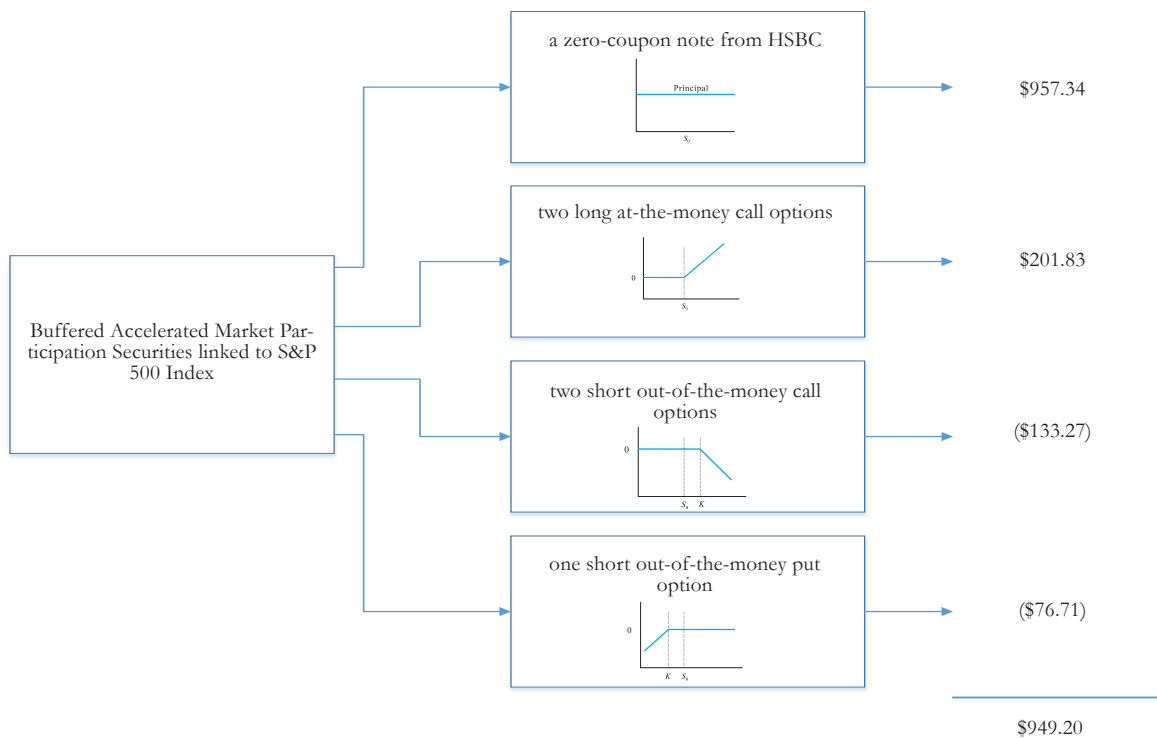 a zero-coupon note from HSBC
Principal
S₀
$957.34
two long at-the-money call options
0
S₀
$201.83
Buffered Accelerated Market Par-
ticipation Securities linked to S&P
500 Index
two short out-of-the-money call
options
0
S₀ K
($133.27)
one short out-of-the-money put
option
0
K S₀
($76.71)
$949.20